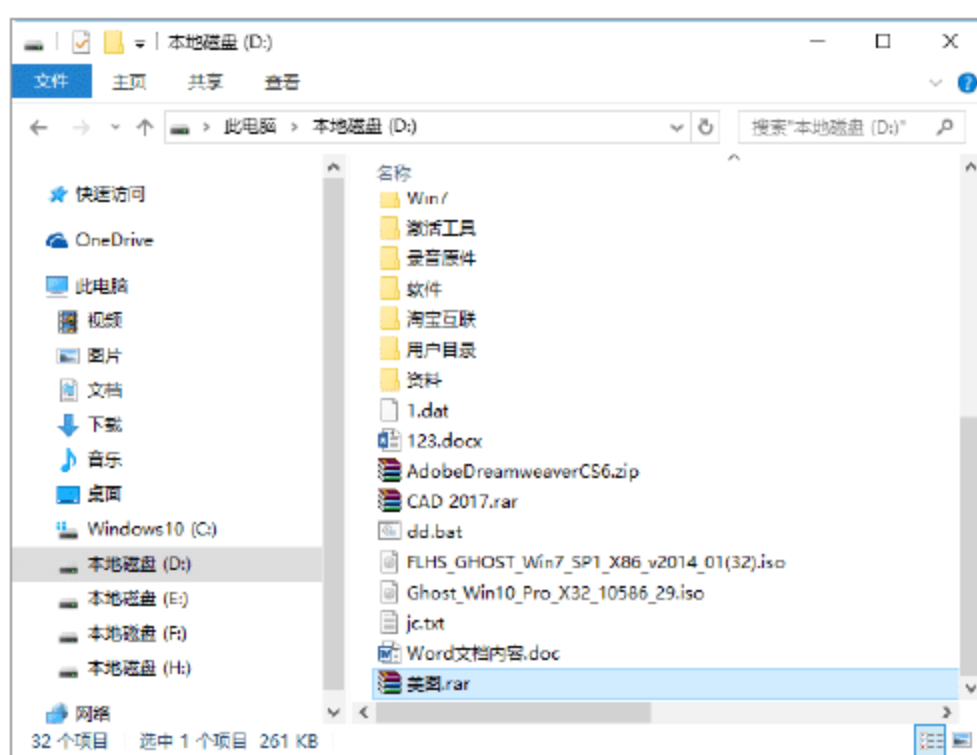 本地磁盘 (D:)
文件 主页 共享 查看
此电脑 本地磁盘 (D:) 搜索"本地磁盘 (D:)"
快速访问
OneDrive
此电脑
视频
图片
文档
下载
音乐
桌面
Windows10 (C:)
本地磁盘 (D:)
本地磁盘 (E:)
本地磁盘 (F:)
本地磁盘 (H:)
网络
名称
Win7
激活工具
录音原件
软件
淘宝互联
用户目录
资料
1.dat
123.docx
AdobeDreamweaverCS6.zip
CAD 2017.rar
dd.bat
FLHS_GHOST_Win7_SP1_X86_v2014_01(32).iso
Ghost_Win10_Pro_X32_10586_29.iso
jc.txt
Word文档内容.doc
美图.rar
32 个项目 选中 1 个项目 261 KB